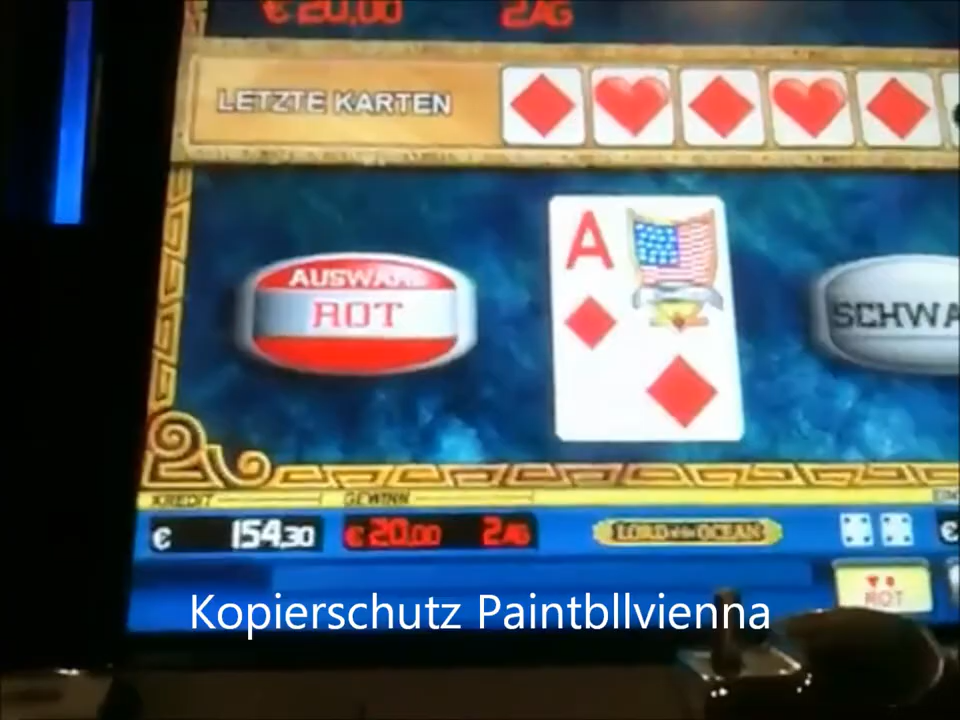 € 20,00 2AG
LETZTE KARTEN
AUSWAHL
ROT
A
SCHWA
KREDIT GEWINN
€ 154,30 € 20,00 2AG LORD of the OCEAN €
ROT
Kopierschutz Paintbllvienna